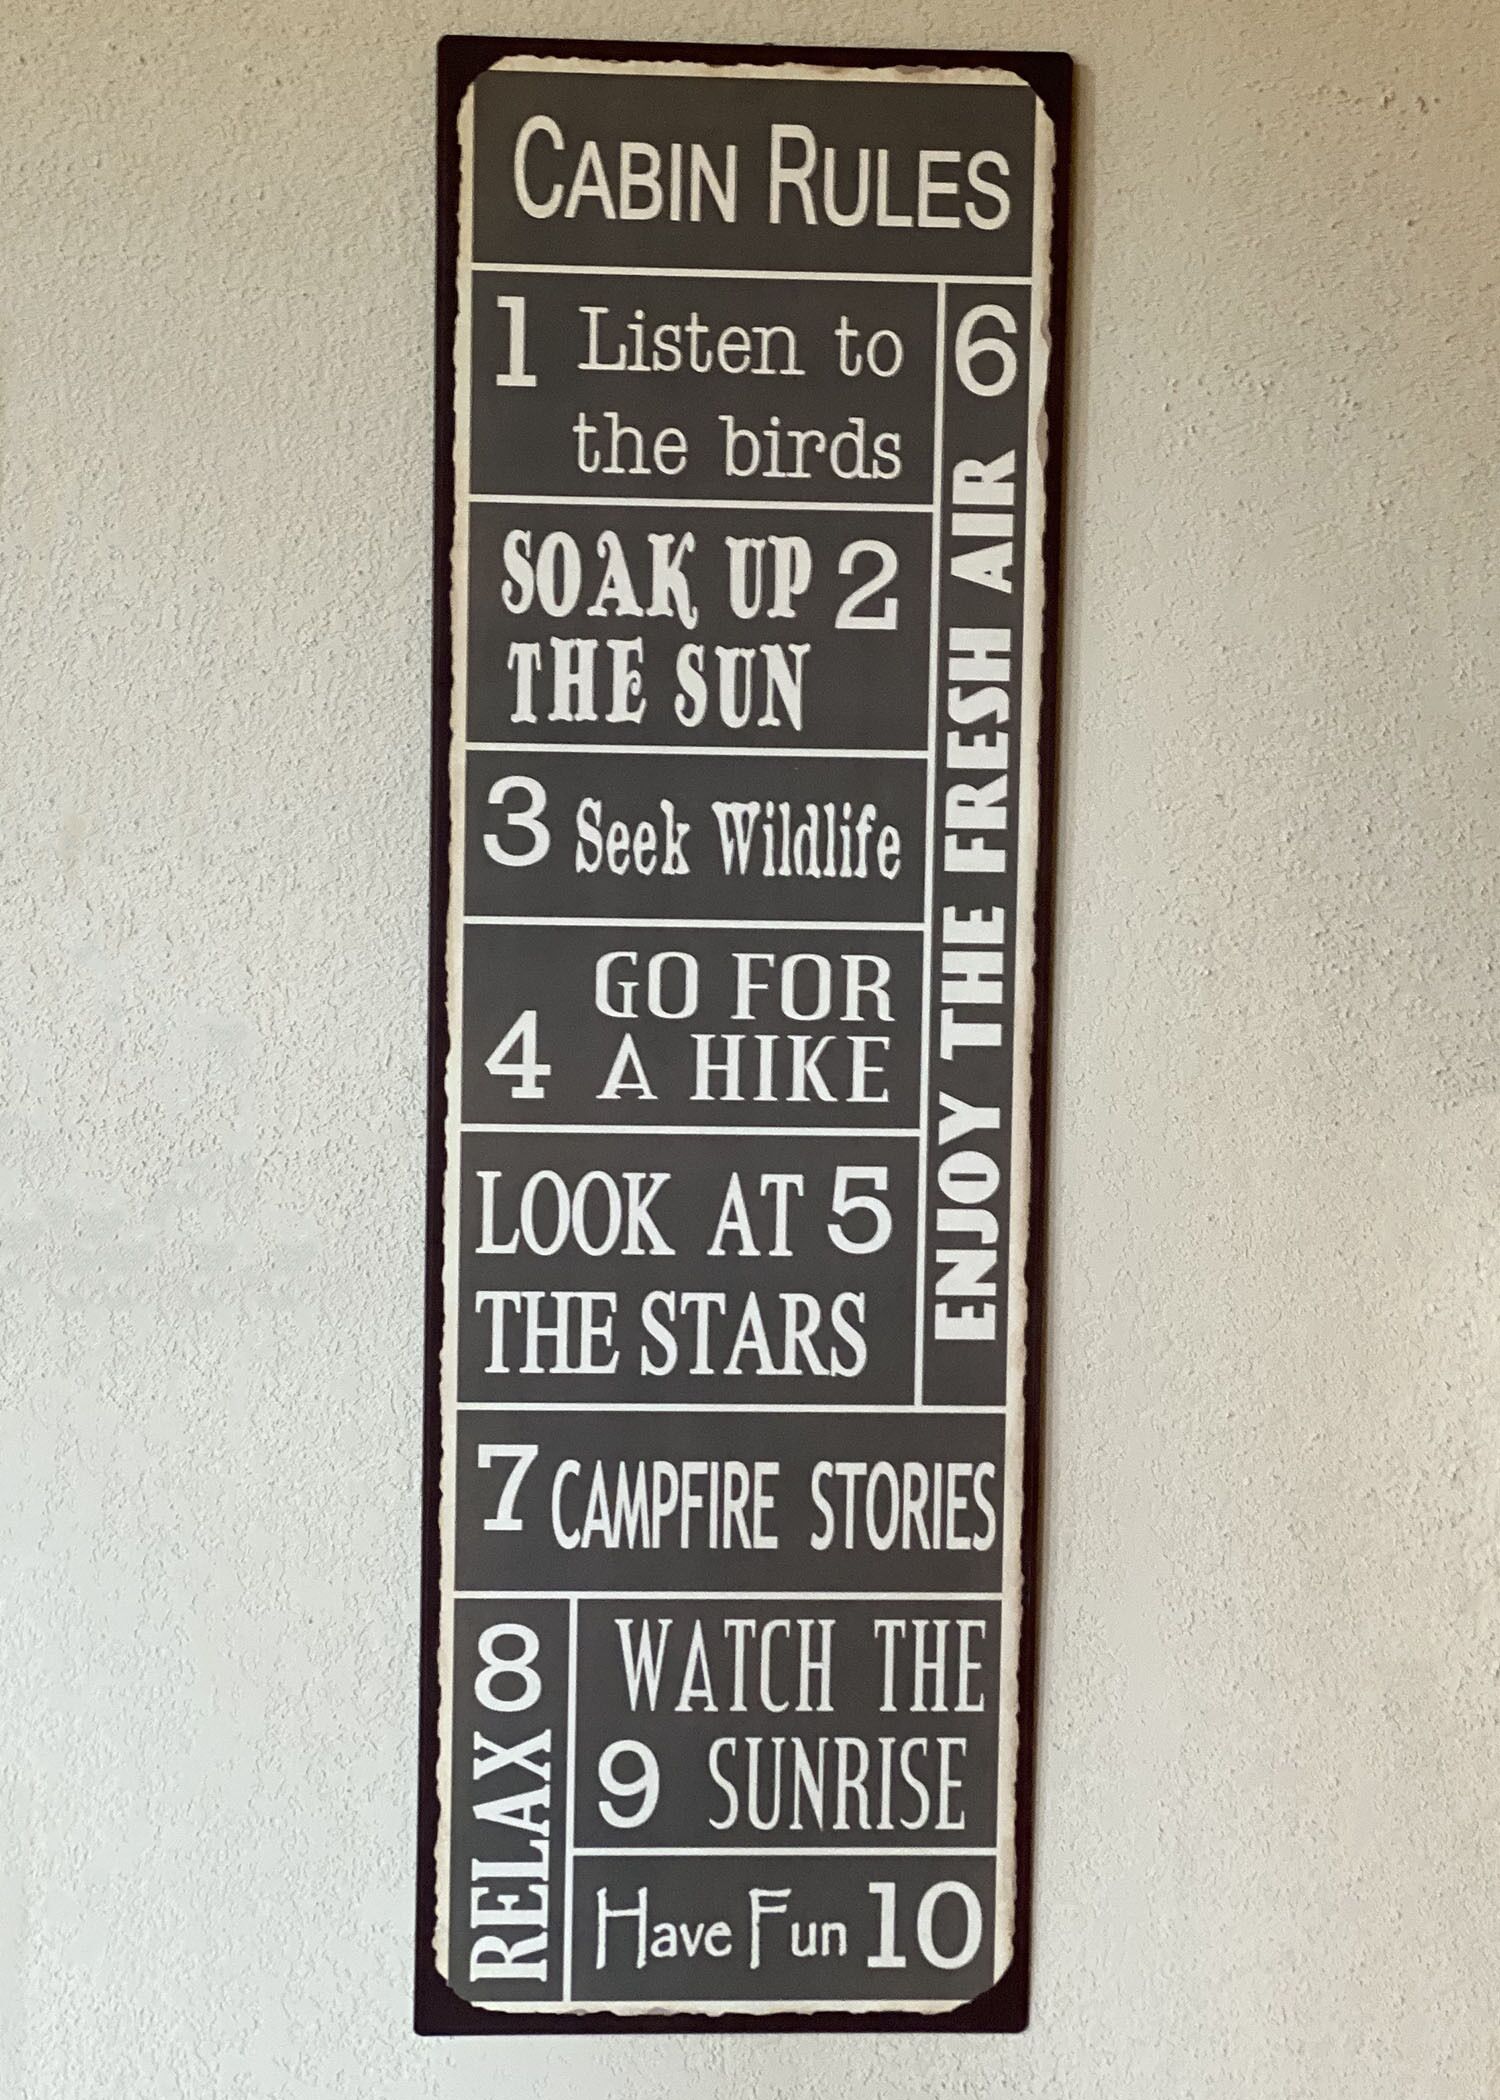 CABIN RULES
1 Listen to
the birds
SOAK UP 2
THE SUN
3 Seek Wildlife
GO FOR
4 A HIKE
LOOK AT 5
THE STARS
ENJOY THE FRESH AIR 6
7 CAMPFIRE STORIES
RELAX 8
WATCH THE
9 SUNRISE
Have Fun 10